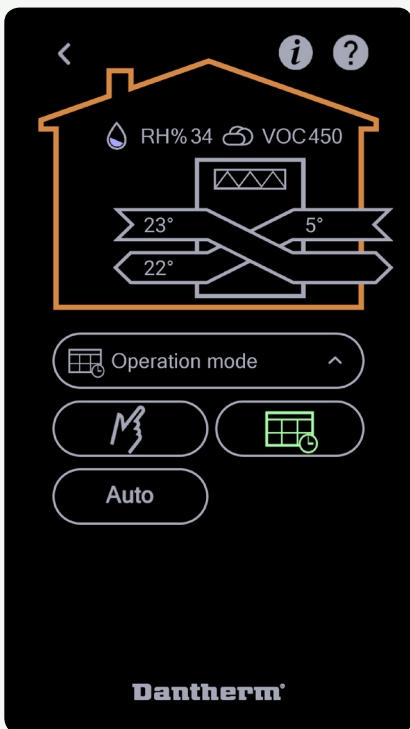 i ?
RH% 34 VOC 450
23° 5°
22°
Operation mode
Auto
Dantherm®